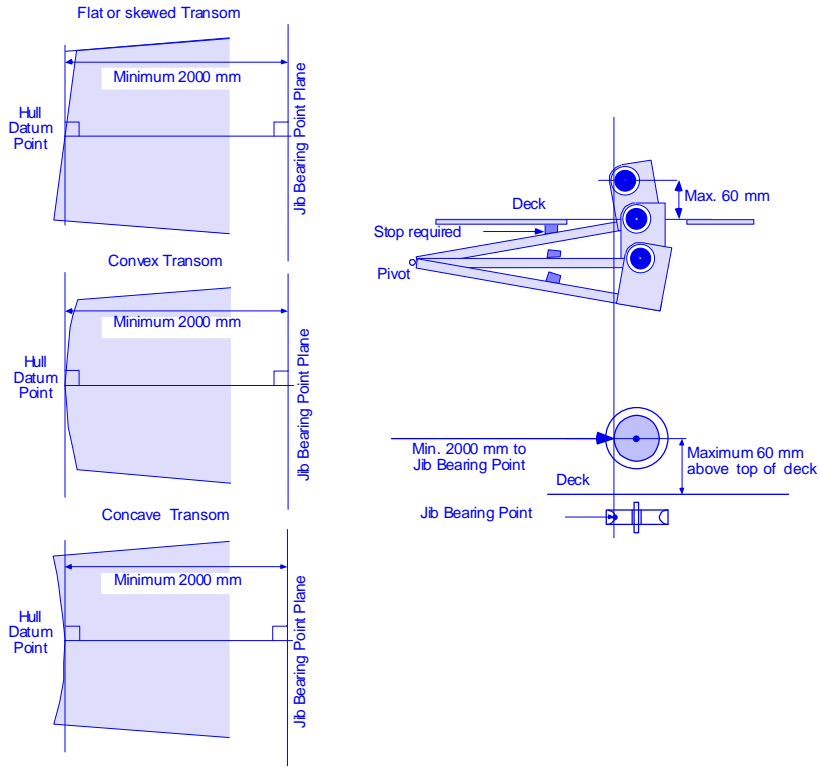 Flat or skewed Transom
Minimum 2000 mm
Hull
Datum
Point
Jib Bearing Point Plane
Convex Transom
Minimum 2000 mm
Hull
Datum
Point
Jib Bearing Point Plane
Concave Transom
Minimum 2000 mm
Hull
Datum
Point
Jib Bearing Point Plane
Deck
Max. 60 mm
Stop required
Pivot
Min. 2000 mm to
Jib Bearing Point
Maximum 60 mm
above top of deck
Deck
Jib Bearing Point